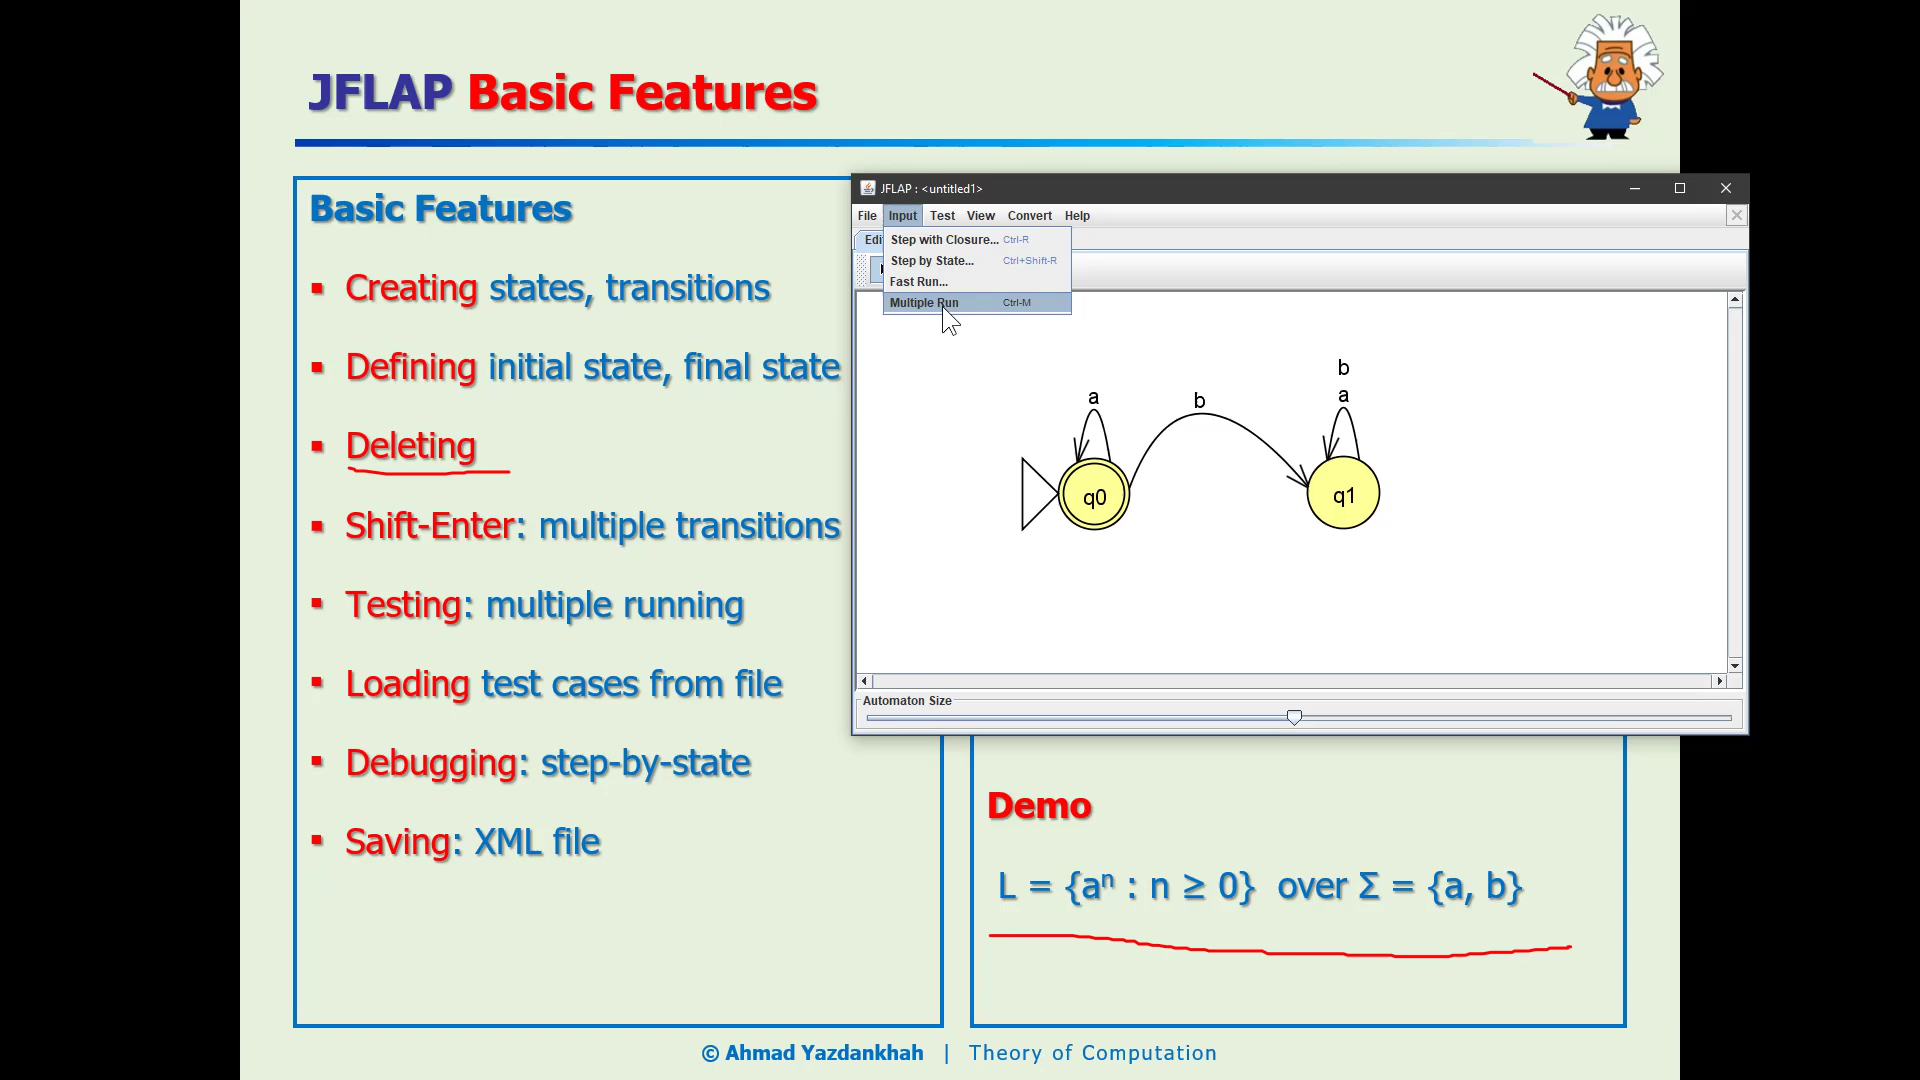 JFLAP Basic Features
Basic Features
▪ Creating states, transitions
▪ Defining initial state, final state
▪ Deleting
▪ Shift-Enter: multiple transitions
▪ Testing: multiple running
▪ Loading test cases from file
▪ Debugging: step-by-state
▪ Saving: XML file
JFLAP : <untitled1>
File Input Test View Convert Help
Edi
Step with Closure... Ctrl-R
Step by State... Ctrl+Shift-R
Fast Run...
Multiple Run Ctrl-M
b
a b a
q0 q1
Automaton Size
Demo
L = {aⁿ : n ≥ 0} over Σ = {a, b}
© Ahmad Yazdankhah | Theory of Computation